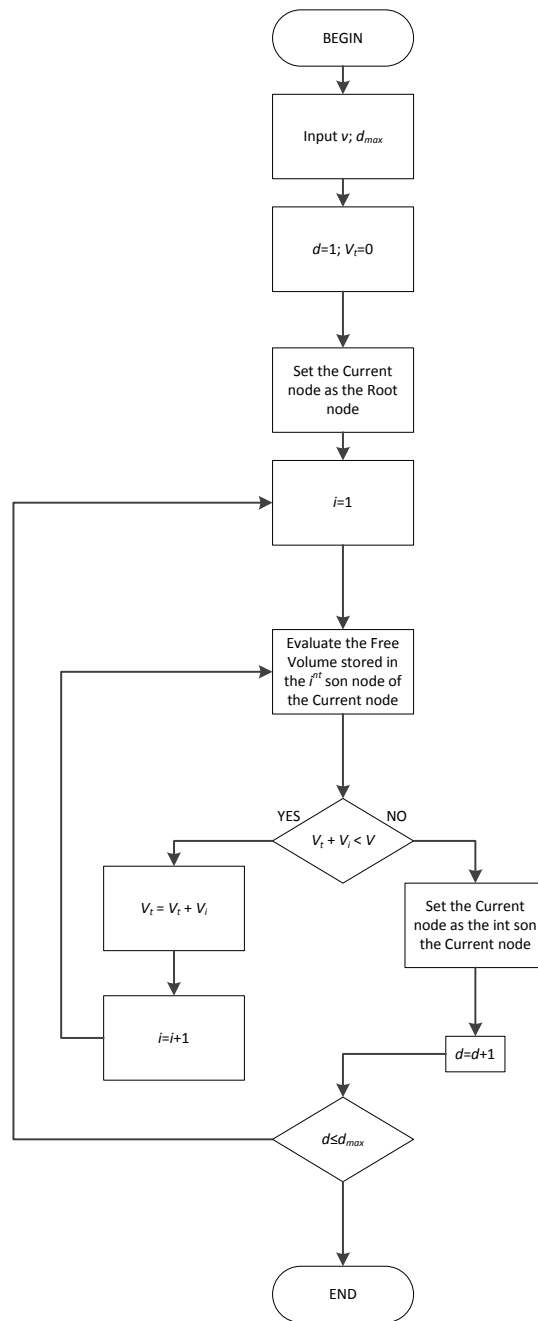 BEGIN
Input v; dmax
d=1; Vt=0
Set the Current
node as the Root
node
i=1
Evaluate the Free
Volume stored in
the i^nt son node of
the Current node
YES
NO
Vt + Vi < V
Vt = Vt + Vi
Set the Current
node as the int son
the Current node
i=i+1
d=d+1
d≤dmax
END